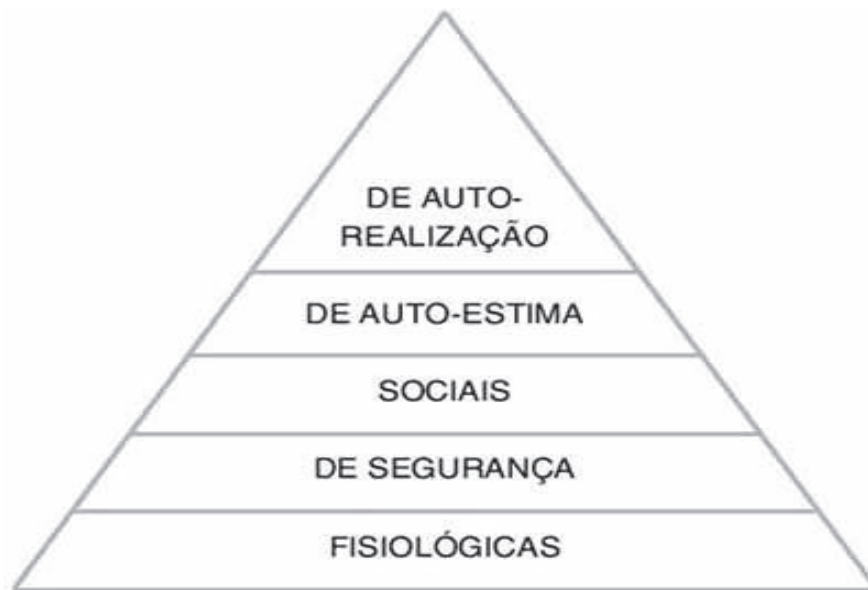 DE AUTO-
REALIZAÇÃO
DE AUTO-ESTIMA
SOCIAIS
DE SEGURANÇA
FISIOLÓGICAS